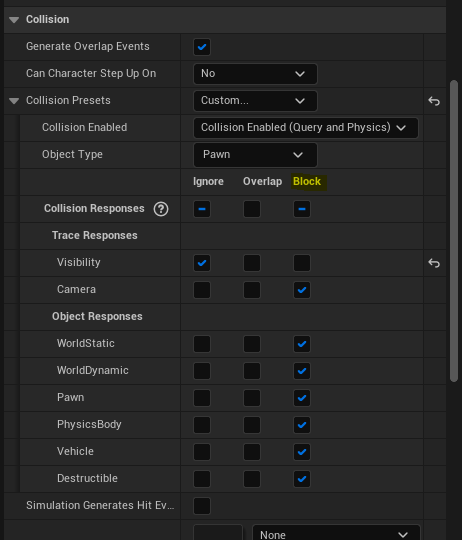 Collision
Generate Overlap Events
Can Character Step Up On No
Collision Presets Custom...
Collision Enabled Collision Enabled (Query and Physics)
Object Type Pawn
Ignore Overlap Block
Collision Responses ?
Trace Responses
Visibility
Camera
Object Responses
WorldStatic
WorldDynamic
Pawn
PhysicsBody
Vehicle
Destructible
Simulation Generates Hit Ev...
None